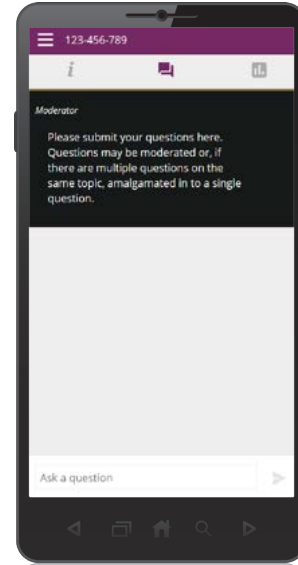 123-456-789
i
Moderator
Please submit your questions here.
Questions may be moderated or, if
there are multiple questions on the
same topic, amalgamated in to a single
question.
Ask a question